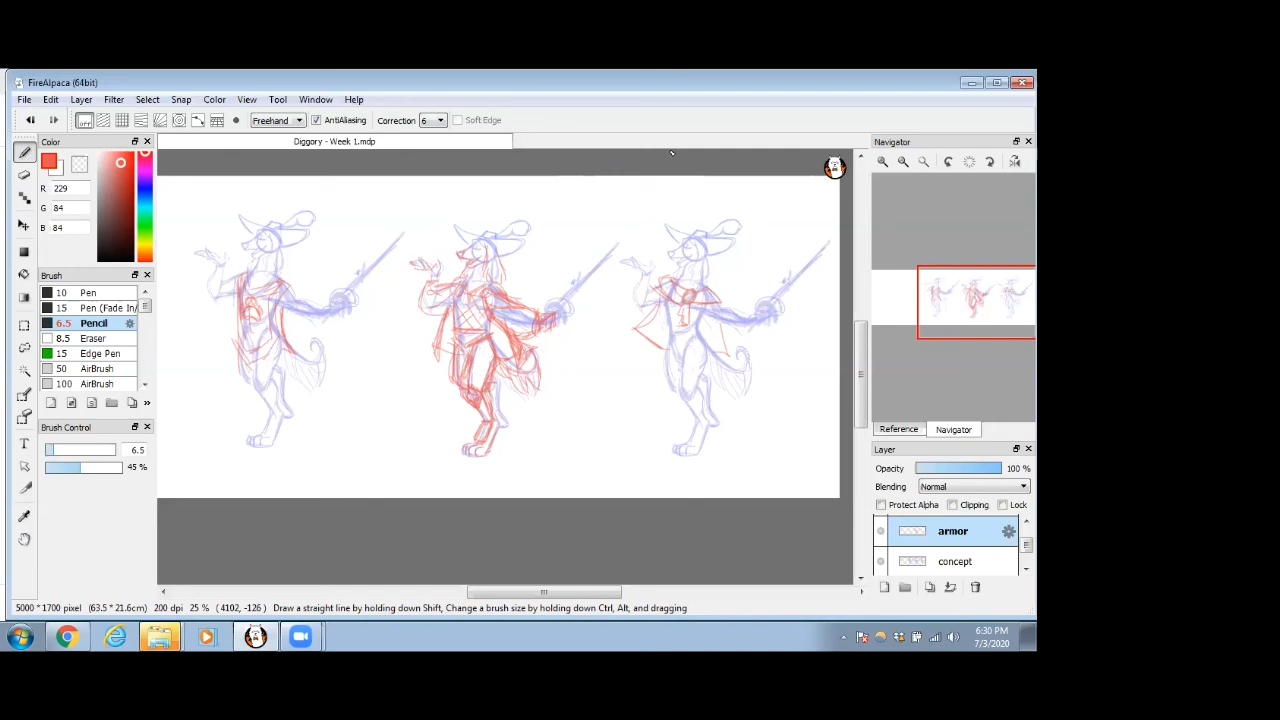 FireAlpaca (64bit)
File Edit Layer Filter Select Snap Color View Tool Window Help
OFF Freehand AntiAliasing Correction 6 Soft Edge
Color Diggory - Week 1.mdp Navigator
R 229
G 84
B 84
Brush
10 Pen
15 Pen (Fade In/
6.5 Pencil
8.5 Eraser
15 Edge Pen
50 AirBrush
100 AirBrush
»
Brush Control
6.5
45 %
T
Reference Navigator
Layer
Opacity 100 %
Blending Normal
Protect Alpha Clipping Lock
armor
concept
5000 * 1700 pixel (63.5 * 21.6cm) 200 dpi 25 % (4102, -126) Draw a straight line by holding down Shift, Change a brush size by holding down Ctrl, Alt, and dragging
6:30 PM
7/3/2020